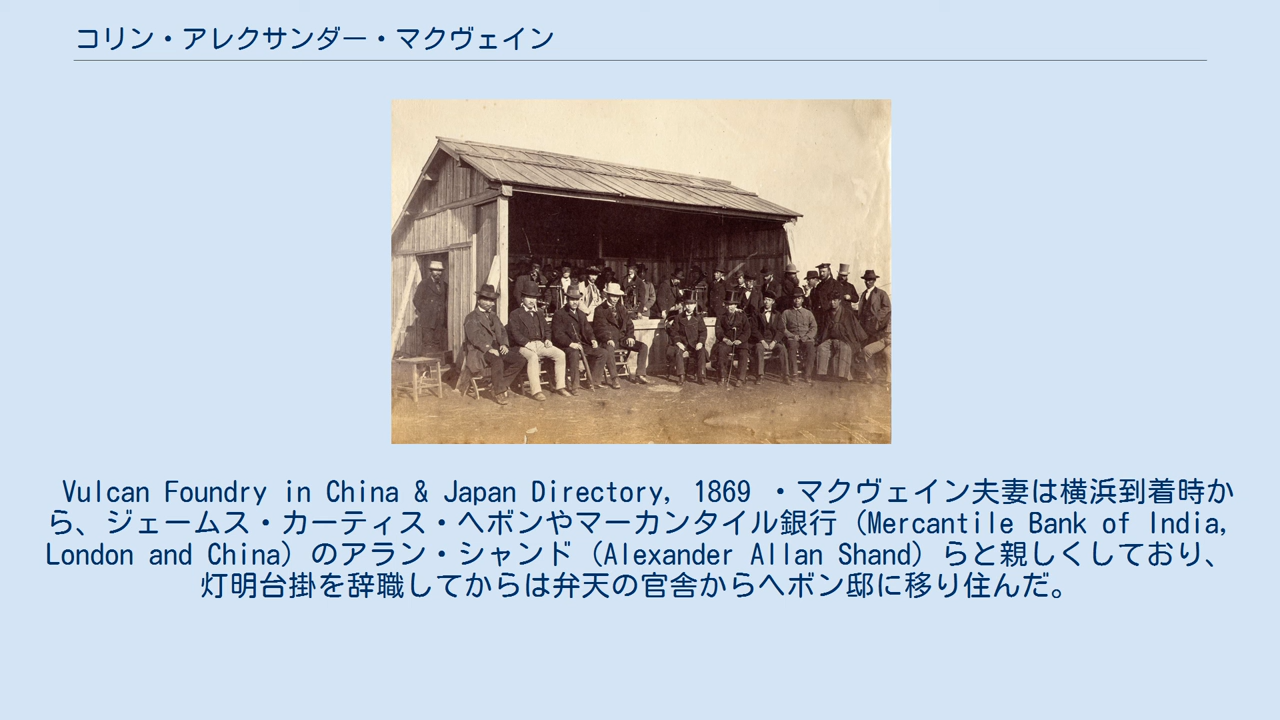 コリン・アレクサンダー・マクヴェイン
Vulcan Foundry in China & Japan Directory, 1869 ・マクヴェイン夫妻は横浜到着時か
ら、ジェームス・カーティス・ヘボンやマーカンタイル銀行（Mercantile Bank of India,
London and China）のアラン・シャンド（Alexander Allan Shand）らと親しくしており、
灯明台掛を辞職してからは弁天の官舎からヘボン邸に移り住んだ。